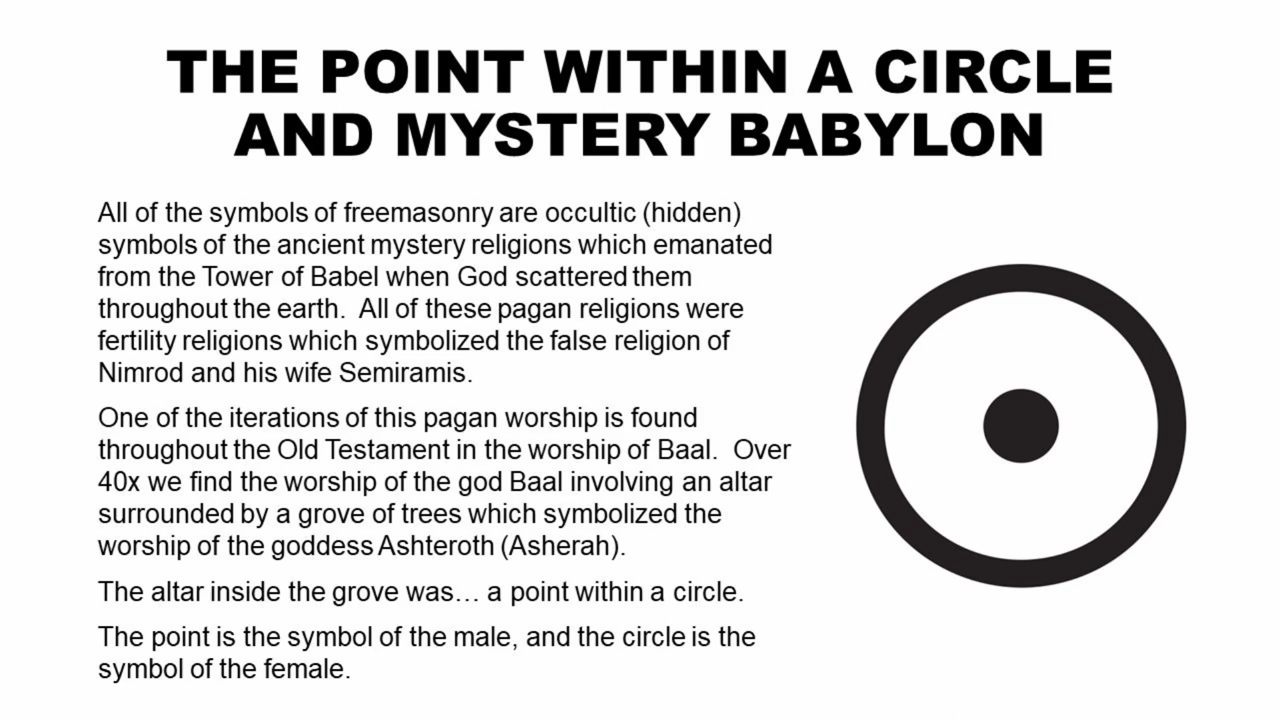 THE POINT WITHIN A CIRCLE
AND MYSTERY BABYLON
All of the symbols of freemasonry are occultic (hidden)
symbols of the ancient mystery religions which emanated
from the Tower of Babel when God scattered them
throughout the earth.  All of these pagan religions were
fertility religions which symbolized the false religion of
Nimrod and his wife Semiramis.
One of the iterations of this pagan worship is found
throughout the Old Testament in the worship of Baal.  Over
40x we find the worship of the god Baal involving an altar
surrounded by a grove of trees which symbolized the
worship of the goddess Ashteroth (Asherah).
The altar inside the grove was… a point within a circle.
The point is the symbol of the male, and the circle is the
symbol of the female.